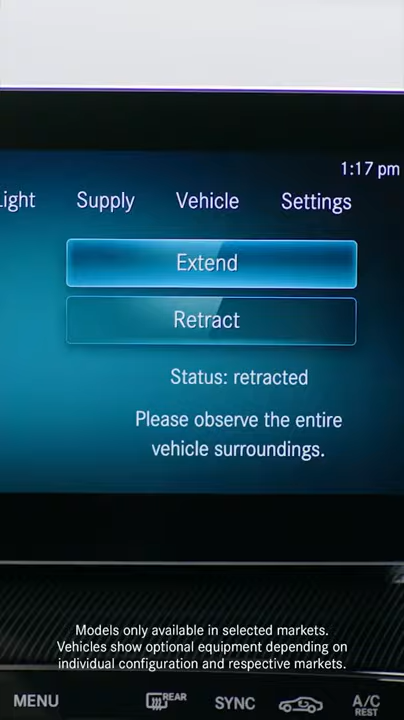 1:17 pm
Light Supply Vehicle Settings
Extend
Retract
Status: retracted
Please observe the entire
vehicle surroundings.
Models only available in selected markets.
Vehicles show optional equipment depending on
individual configuration and respective markets.
MENU REAR SYNC A/C
REST